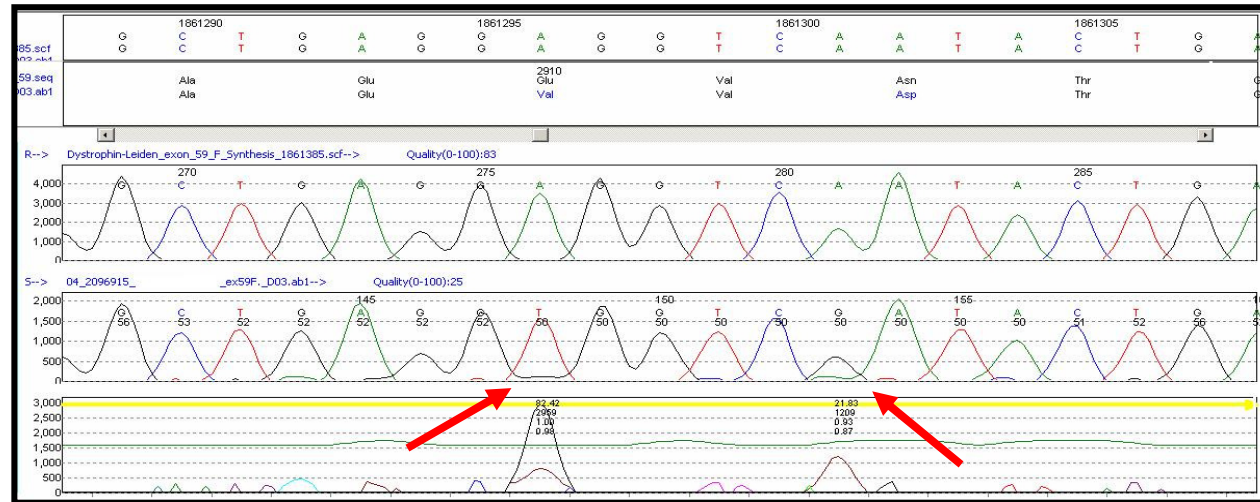 1861290 1861295 1861300 1861305
G C T G A G G A G G T C A A T A C T G A
385.scf G C T G A G G A G G T C A A T A C T G A
2910
_59.seq Ala Glu Glu Val Asn Thr G
D03.ab1 Ala Glu Val Val Asp Thr G
R--> Dystrophin-Leiden_exon_59_F_Synthesis_1861385.scf--> Quality(0-100):83
270 275 280 285
G C T G A G G A G G T C A A T A C T G A
4,000
3,000
2,000
1,000
0
S--> 04_2096915_ _ex59F._D03.ab1--> Quality(0-100):25
145 150 155
2,000
G C T G A G G T G G T C G A T A C T G A
1,500
56 53 52 52 52 52 52 50 50 50 50 50 50 50 50 50 51 52 56
1,000
500
0
3,000
82.42 21.83
2,500
2959 1209
2,000
1.00 0.93
0.98 0.87
1,500
1,000
500
0